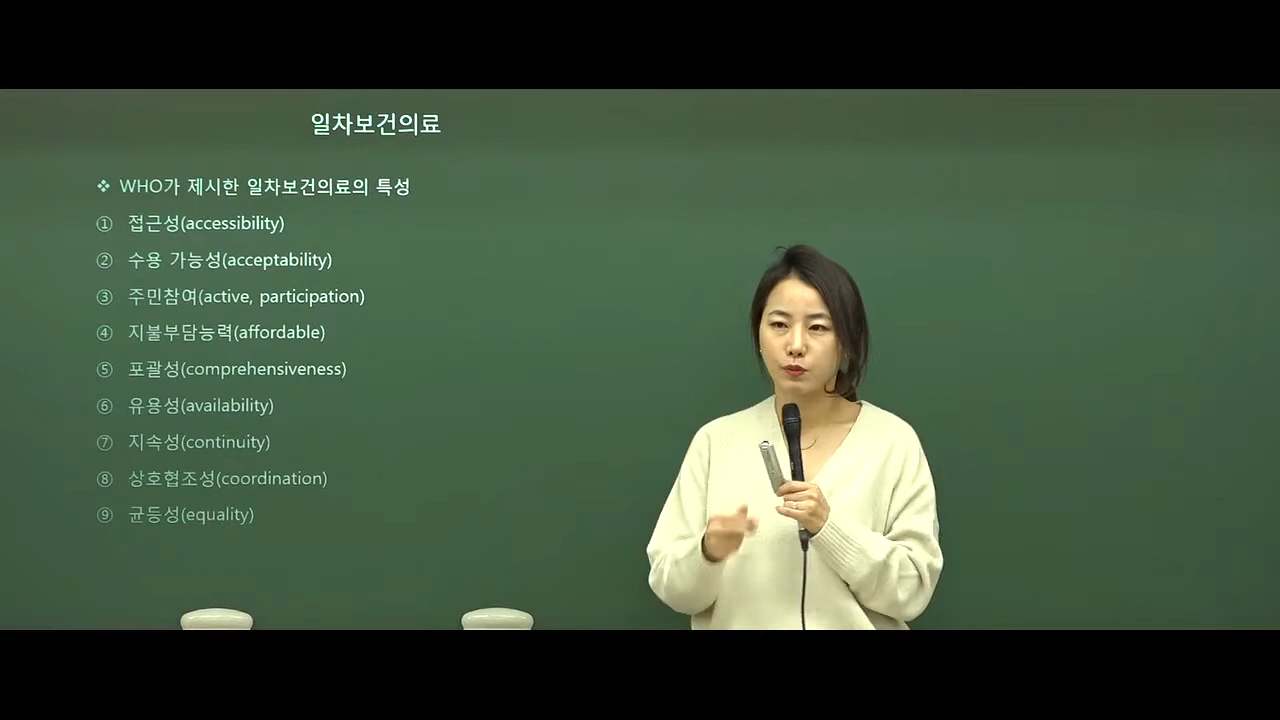 일차보건의료
❖ WHO가 제시한 일차보건의료의 특성
① 접근성(accessibility)
② 수용 가능성(acceptability)
③ 주민참여(active, participation)
④ 지불부담능력(affordable)
⑤ 포괄성(comprehensiveness)
⑥ 유용성(availability)
⑦ 지속성(continuity)
⑧ 상호협조성(coordination)
⑨ 균등성(equality)